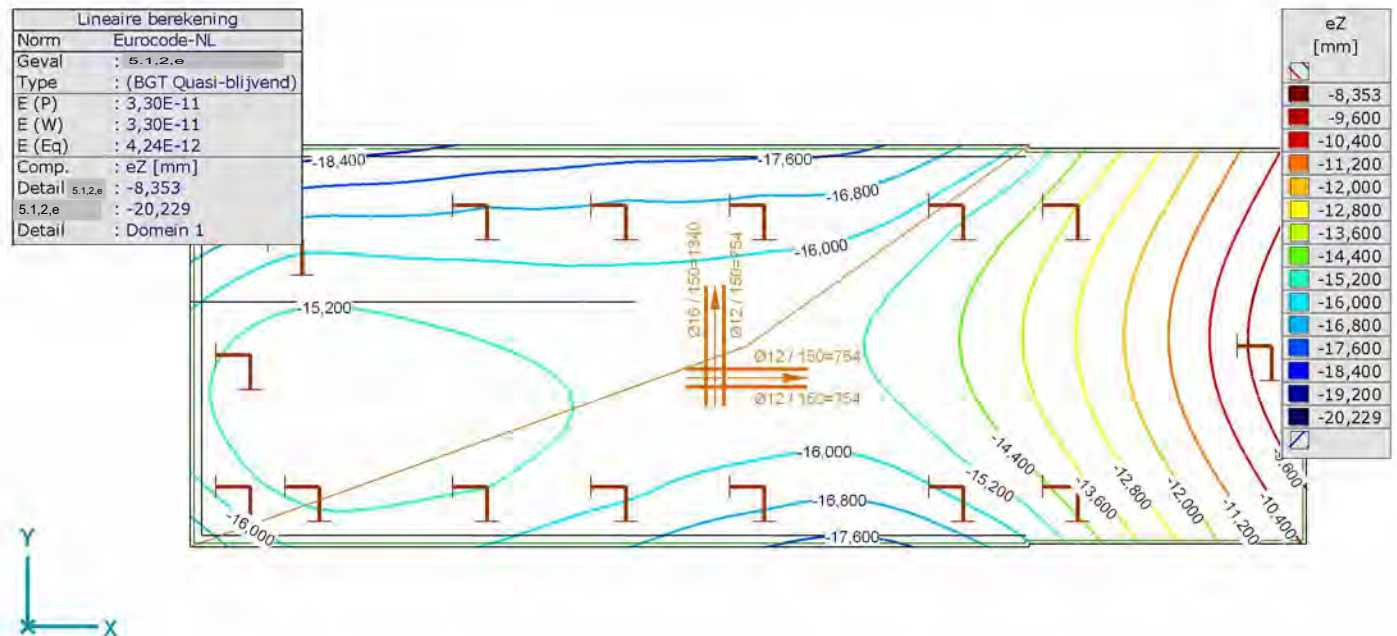 Lineaire berekening
Norm Eurocode-NL
Geval : 5.1,2,e
Type : (BGT Quasi-blijvend)
E (P) : 3,30E-11
E (W) : 3,30E-11
E (Eq) : 4,24E-12
Comp. : eZ [mm]
Detail 5.1,2,e : -8,353
5.1,2,e : -20,229
Detail : Domein 1
eZ
[mm]
-8,353
-9,600
-10,400
-11,200
-12,000
-12,800
-13,600
-14,400
-15,200
-16,000
-16,800
-17,600
-18,400
-19,200
-20,229
-18,400
-17,600
-16,800
-16,000
-15,200
Ø16 / 150=1340
Ø12 / 150=754
Ø12 / 150=754
Ø12 / 150=754
-16,000
-16,000
-16,800
-17,600
-15,200
-14,400
-13,600
-12,800
-12,000
-11,200
-10,400
-9,600
Y
X